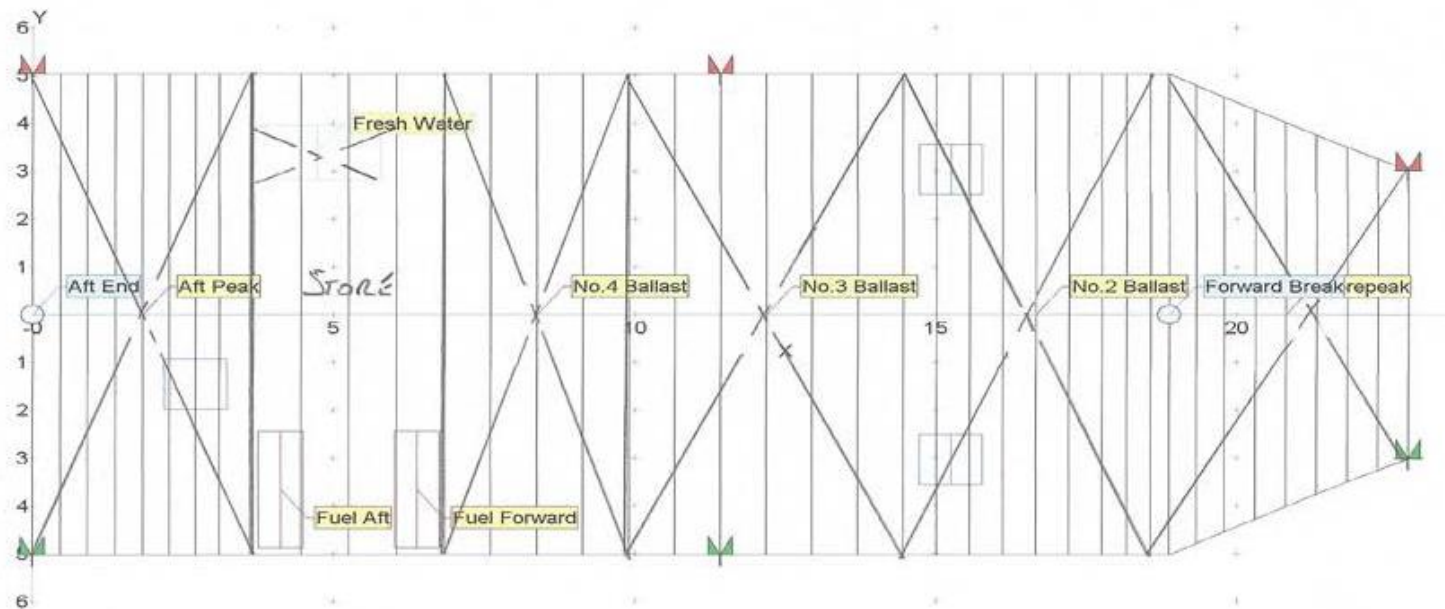 Y
6
5
4
Fresh Water
3
2
1
Aft End
Aft Peak
STORE
No.4 Ballast
No.3 Ballast
No.2 Ballast
Forward Break
repeak
-0
5
10
15
20
1
2
3
4
Fuel Aft
Fuel Forward
5
6